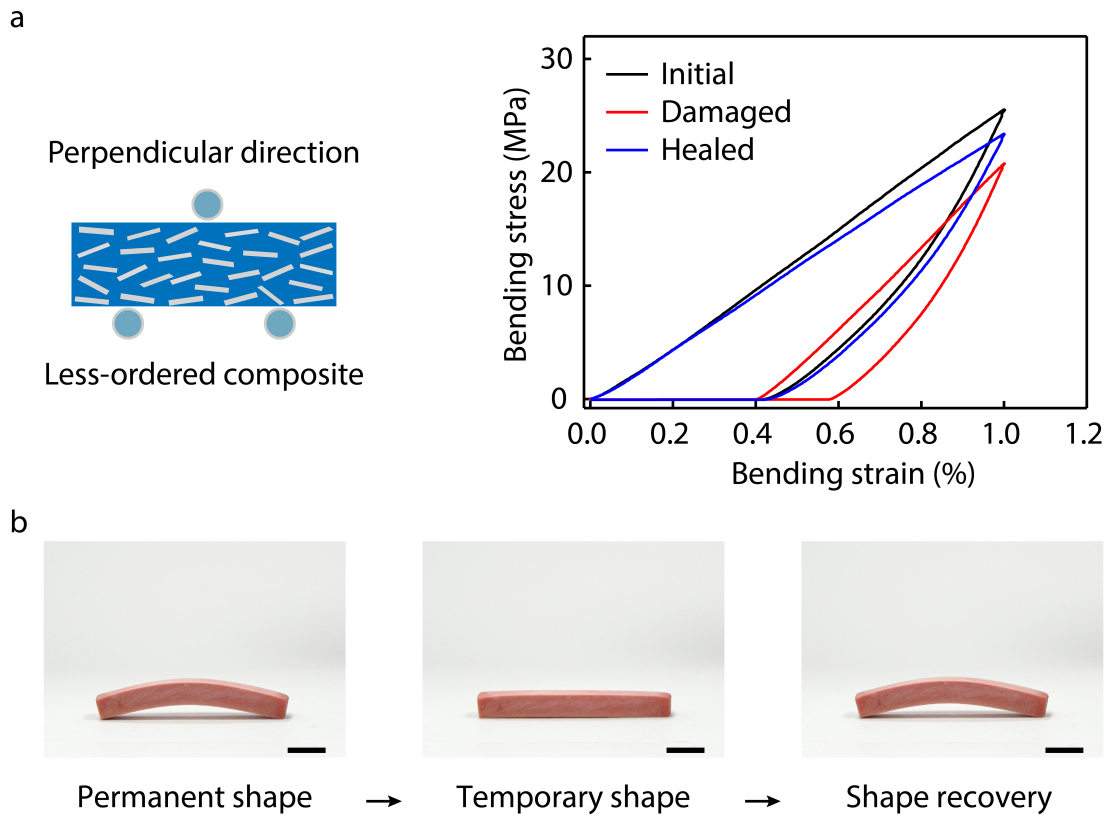 a
Perpendicular direction
Less-ordered composite
Bending stress (MPa)
30
20
10
0
Initial
Damaged
Healed
0.0 0.2 0.4 0.6 0.8 1.0 1.2
Bending strain (%)
b
Permanent shape → Temporary shape → Shape recovery